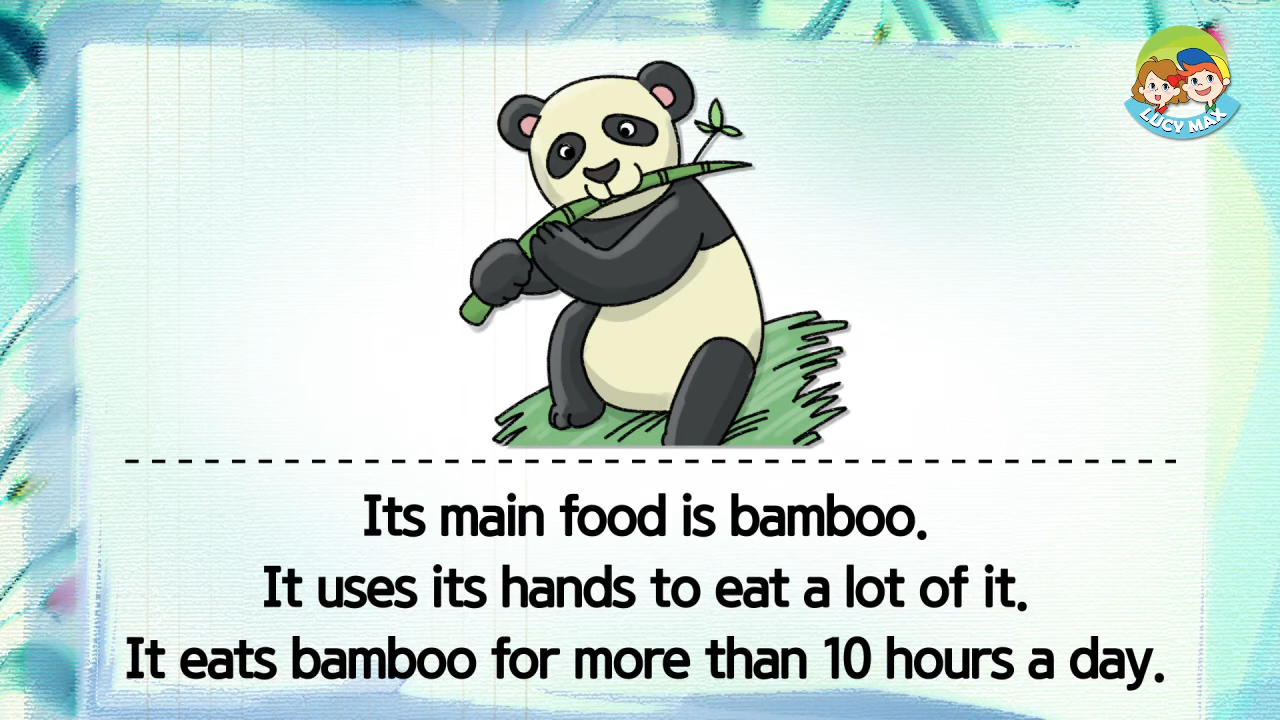 LUCY MAX
Its main food is bamboo.
It uses its hands to eat a lot of it.
It eats bamboo for more than 10 hours a day.